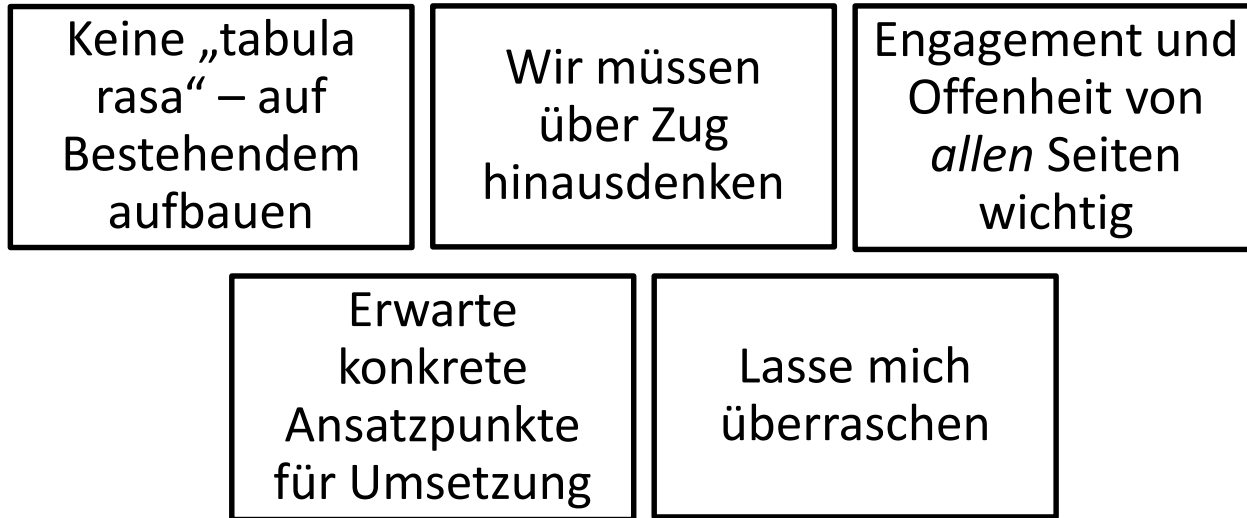 Keine „tabula
rasa“ – auf
Bestehendem
aufbauen
Wir müssen
über Zug
hinausdenken
Engagement und
Offenheit von
allen Seiten
wichtig
Erwarte
konkrete
Ansatzpunkte
für Umsetzung
Lasse mich
überraschen